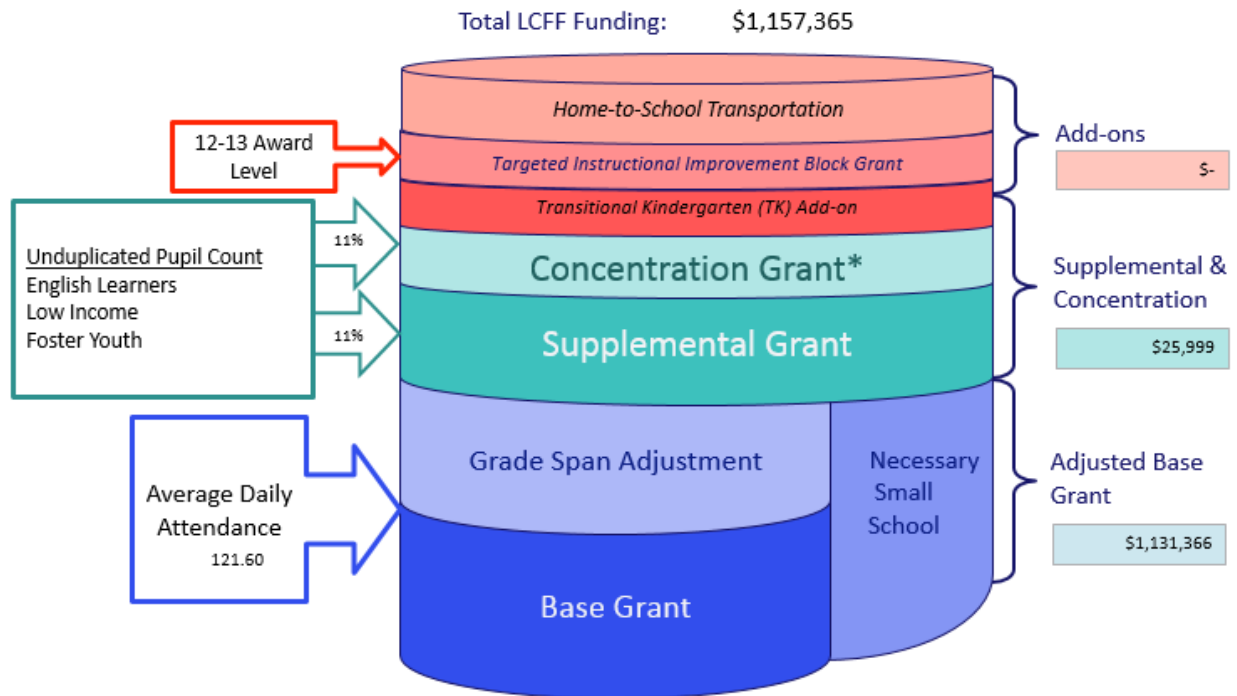 Total LCFF Funding: $1,157,365
Home-to-School Transportation
12-13 Award
Level
Targeted Instructional Improvement Block Grant
Add-ons
$-
Transitional Kindergarten (TK) Add-on
11%
Unduplicated Pupil Count
English Learners
Low Income
Foster Youth
Concentration Grant*
Supplemental &
Concentration
$25,999
11%
Supplemental Grant
Grade Span Adjustment
Necessary
Small
School
Adjusted Base
Grant
$1,131,366
Average Daily
Attendance
121.60
Base Grant